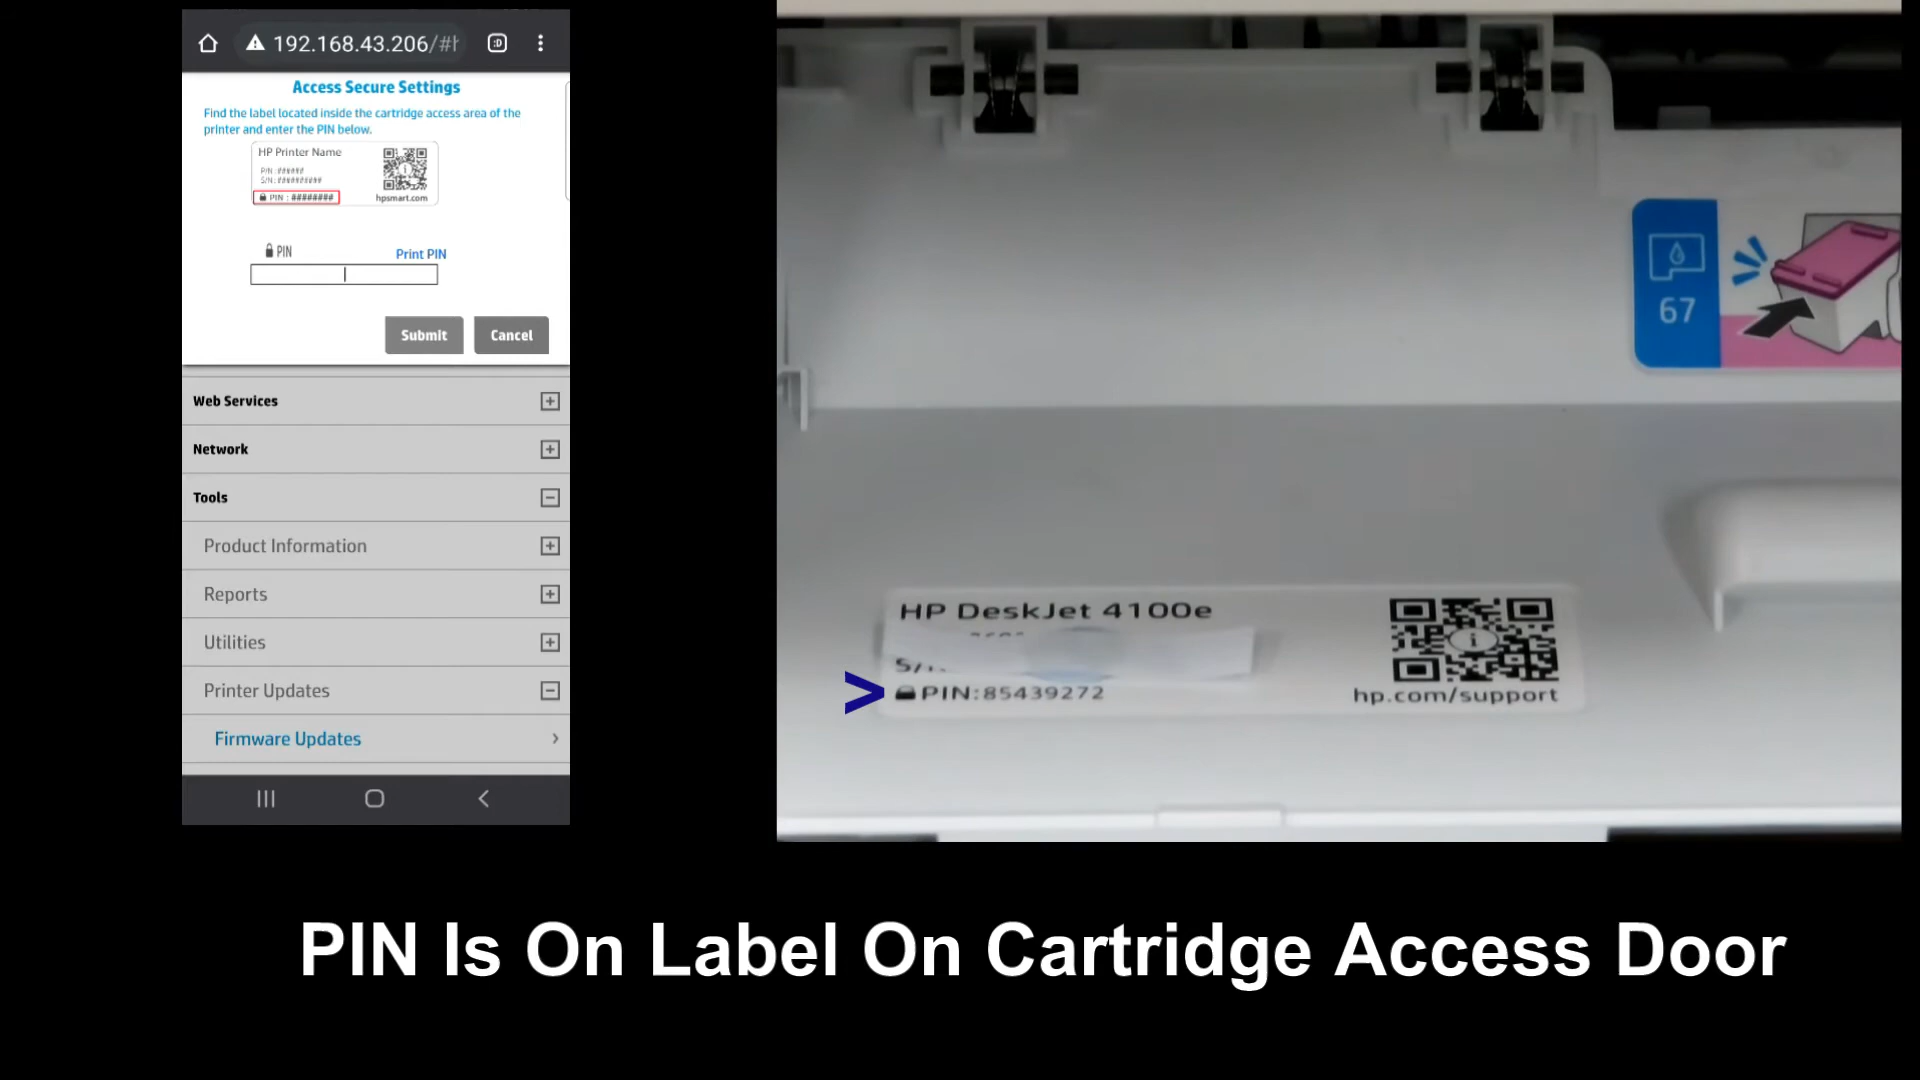 192.168.43.206/#h
:D
Access Secure Settings
Find the label located inside the cartridge access area of the
printer and enter the PIN below.
HP Printer Name
P/N :######
S/N: ##########
PIN : ########
hpsmart.com
PIN
Print PIN
Submit
Cancel
Web Services
Network
Tools
Product Information
Reports
Utilities
Printer Updates
Firmware Updates
67
HP DeskJet 4100e
> PIN:85439272
hp.com/support
PIN Is On Label On Cartridge Access Door